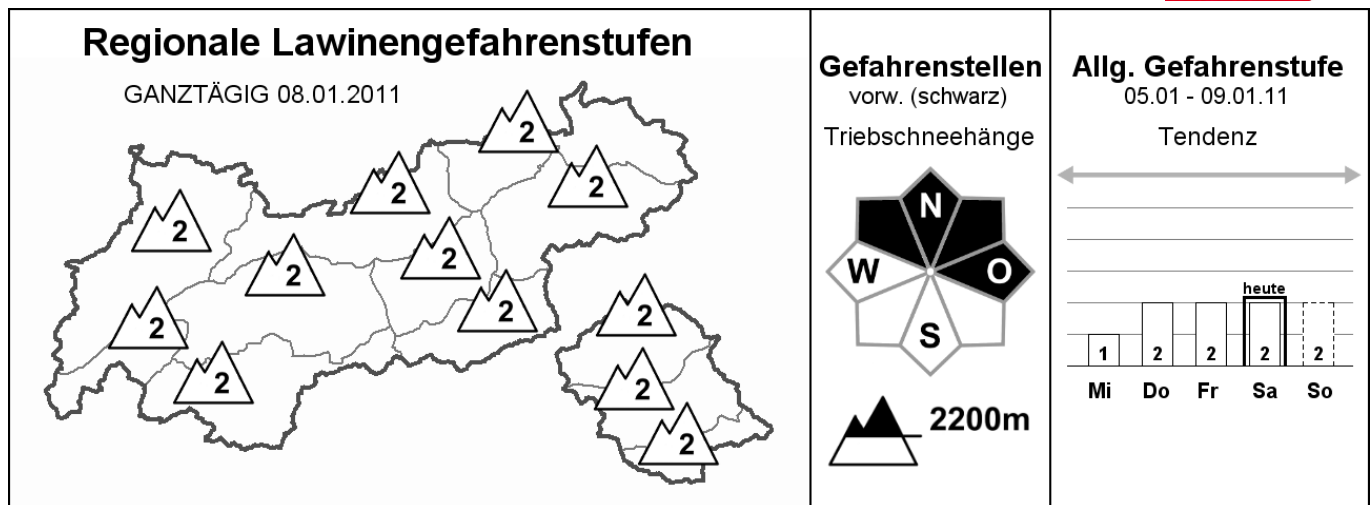 Regionale Lawinengefahrenstufen
GANZTÄGIG 08.01.2011
2
2
2
2
2
2
2
2
2
2
2
2
Gefahrenstellen
vorw. (schwarz)
Triebschneehänge
N
W
O
S
2200m
Allg. Gefahrenstufe
05.01 - 09.01.11
Tendenz
heute
1 2 2 2 2
Mi Do Fr Sa So